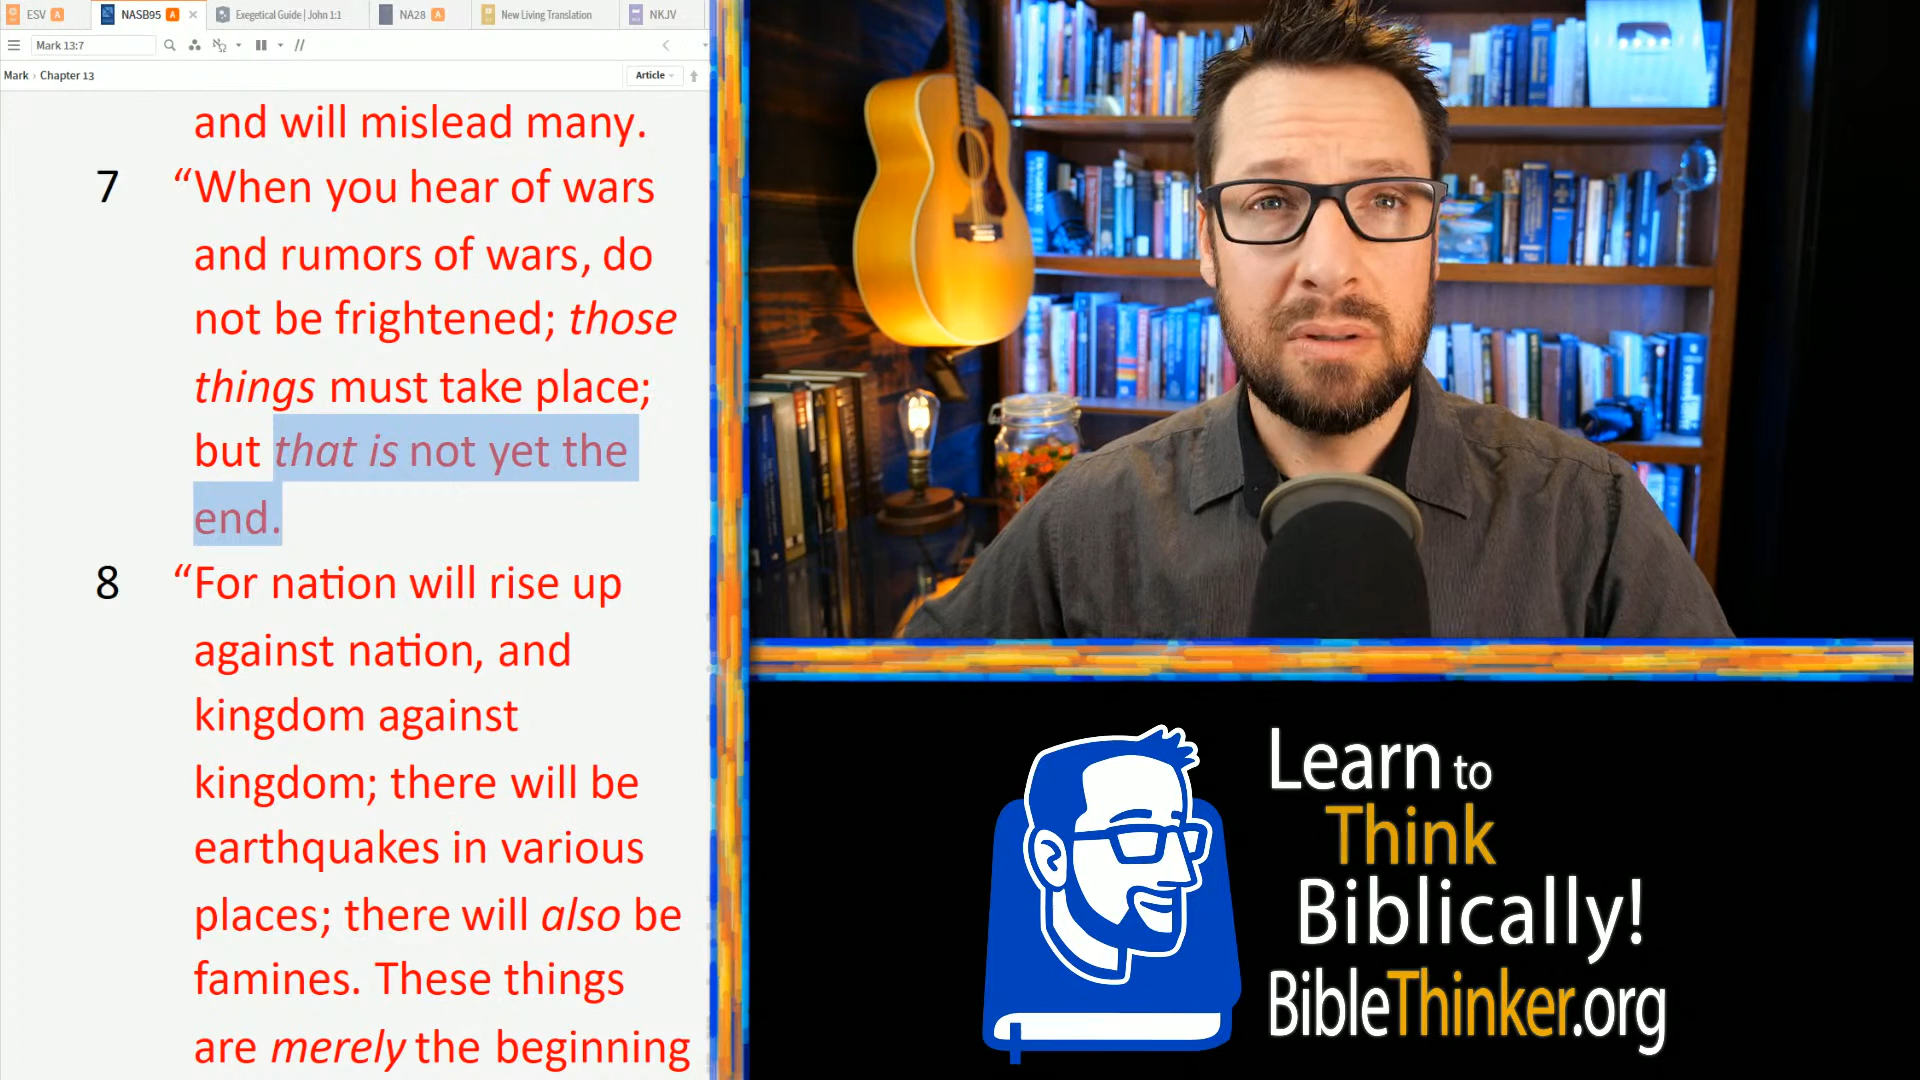 ESV A NASB95 A × Exegetical Guide | John 1:1 NA28 A New Living Translation NKJV
Mark 13:7
Mark › Chapter 13 Article
and will mislead many.
7 “When you hear of wars
and rumors of wars, do
not be frightened; those
things must take place;
but that is not yet the
end.
8 “For nation will rise up
against nation, and
kingdom against
kingdom; there will be
earthquakes in various
places; there will also be
famines. These things
are merely the beginning
Learn to
Think
Biblically!
BibleThinker.org